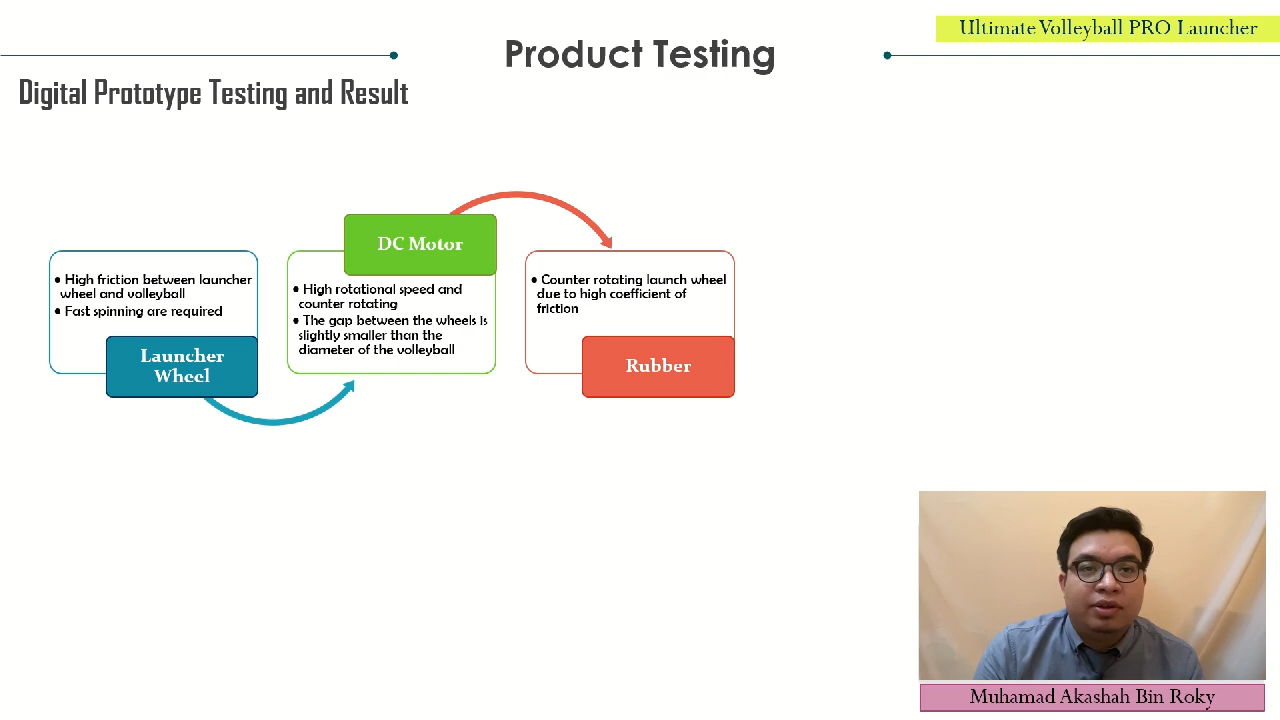 Ultimate Volleyball PRO Launcher
Product Testing
Digital Prototype Testing and Result
• High friction between launcher
wheel and volleyball
• Fast spinning are required
Launcher
Wheel
DC Motor
• High rotational speed and
counter rotating
• The gap between the wheels is
slightly smaller than the
diameter of the volleyball
• Counter rotating launch wheel
due to high coefficient of
friction
Rubber
Muhamad Akashah Bin Roky